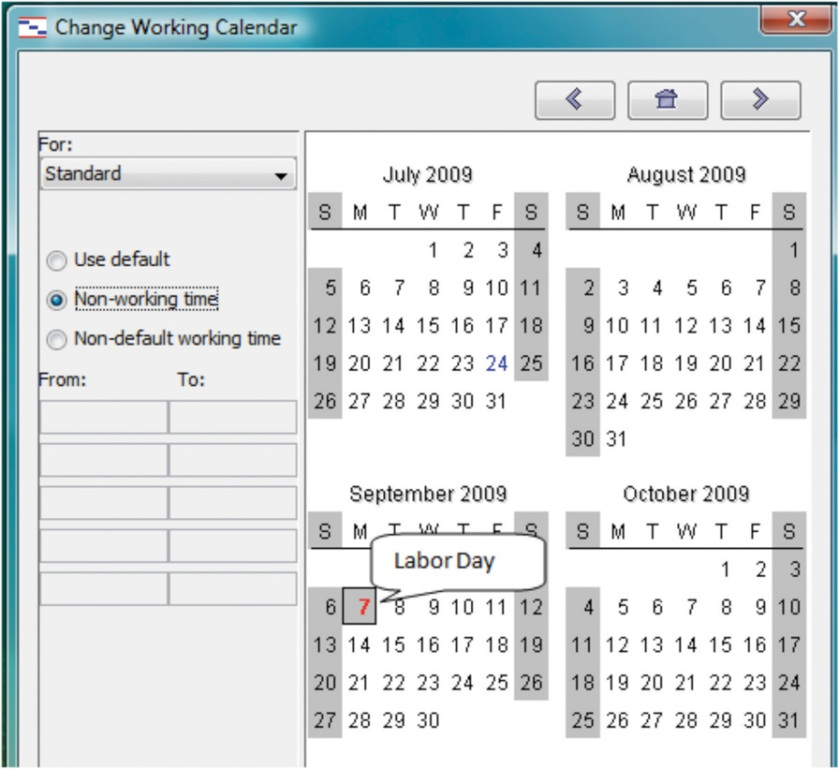 Change Working Calendar
For:
Standard
Use default
Non-working time
Non-default working time
From: To:
July 2009
S M T W T F S
1 2 3 4
5 6 7 8 9 10 11
12 13 14 15 16 17 18
19 20 21 22 23 24 25
26 27 28 29 30 31
August 2009
S M T W T F S
1
2 3 4 5 6 7 8
9 10 11 12 13 14 15
16 17 18 19 20 21 22
23 24 25 26 27 28 29
30 31
September 2009
S M T W T F S
Labor Day
6 7 8 9 10 11 12
13 14 15 16 17 18 19
20 21 22 23 24 25 26
27 28 29 30
October 2009
S M T W T F S
1 2 3
4 5 6 7 8 9 10
11 12 13 14 15 16 17
18 19 20 21 22 23 24
25 26 27 28 29 30 31